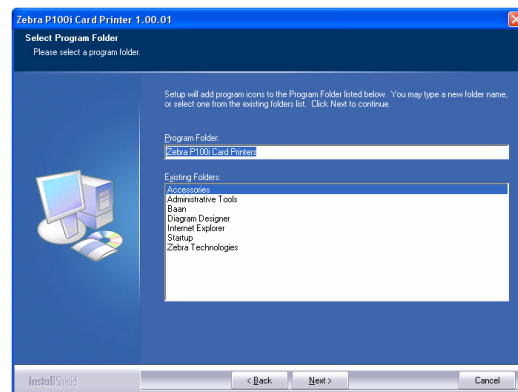 Zebra P100i Card Printer 1.00.01
Select Program Folder
Please select a program folder.
Setup will add program icons to the Program Folder listed below. You may type a new folder name,
or select one from the existing folders list. Click Next to continue.
Program Folder:
Zebra P100i Card Printers
Existing Folders:
Accessories
Administrative Tools
Baan
Diagram Designer
Internet Explorer
Startup
Zebra Technologies
InstallShield
< Back
Next >
Cancel